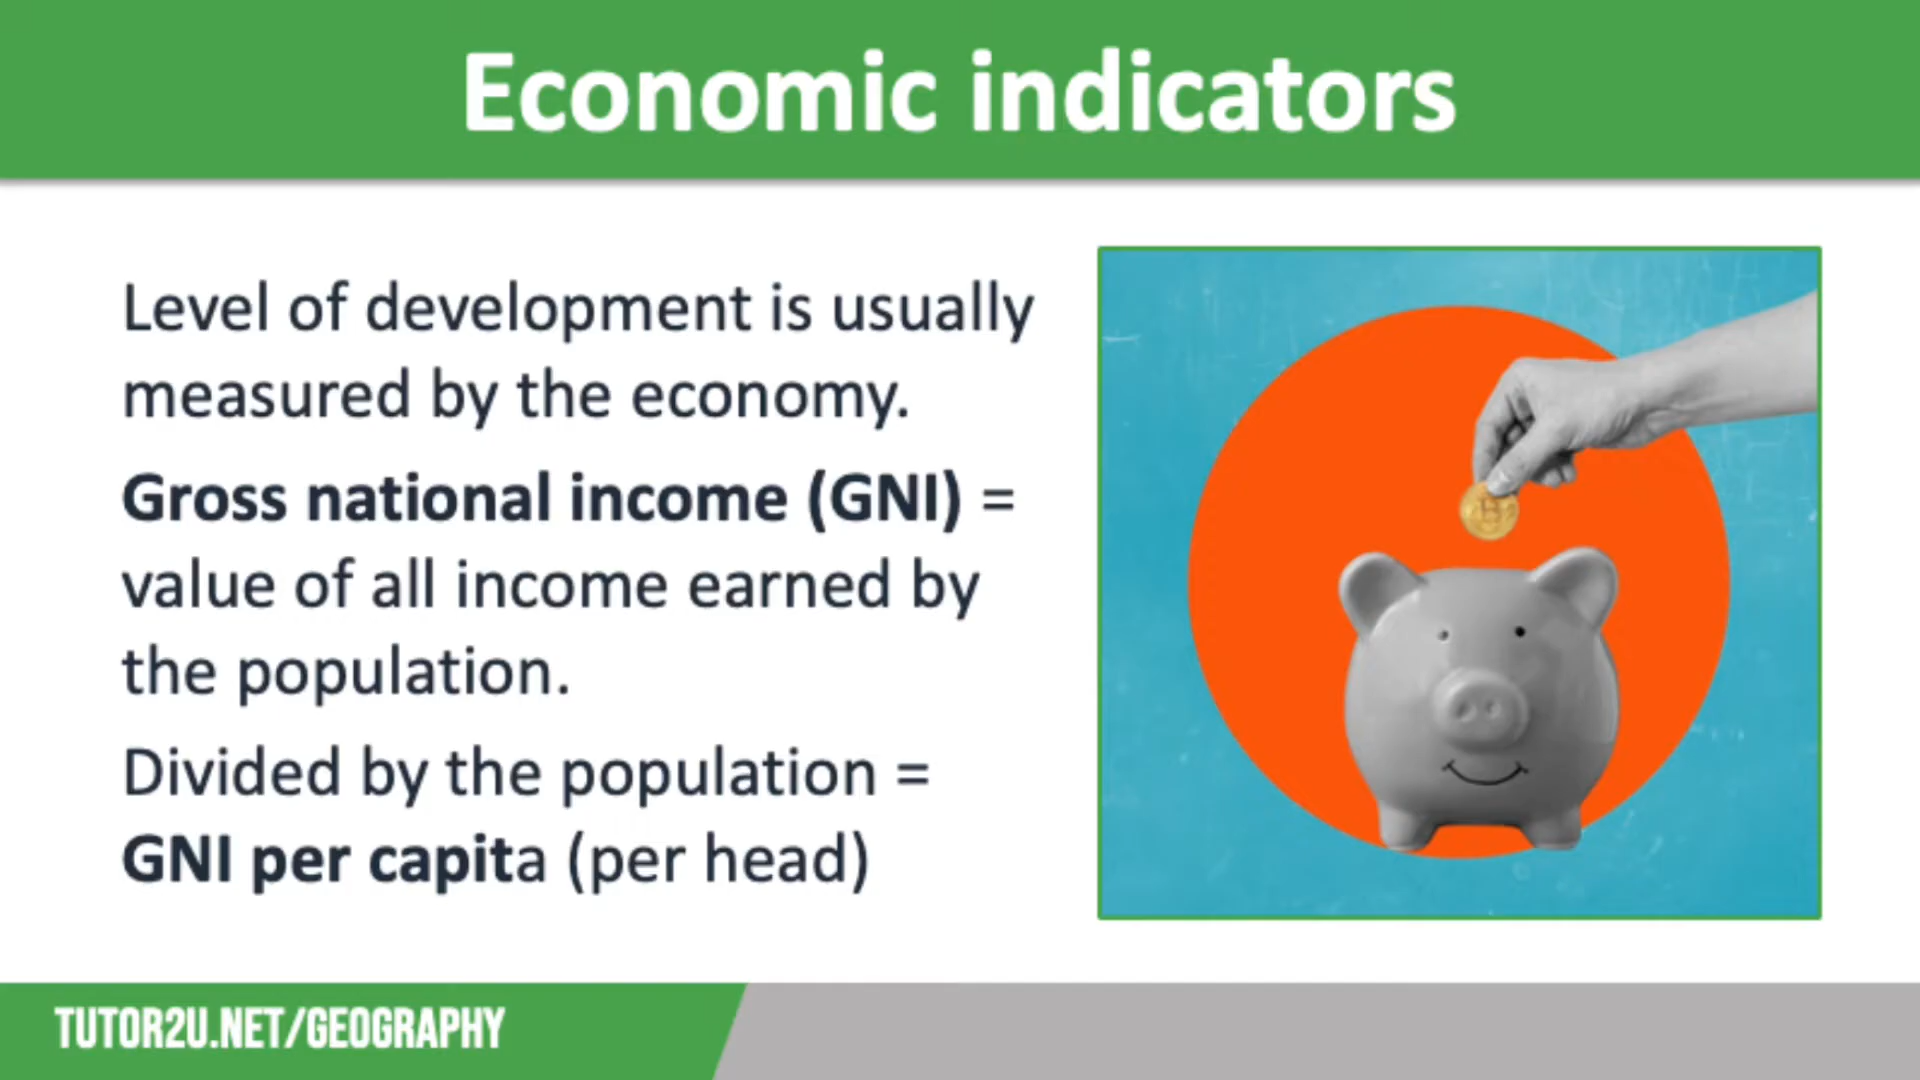 Economic indicators
Level of development is usually
measured by the economy.
Gross national income (GNI) =
value of all income earned by
the population.
Divided by the population =
GNI per capita (per head)
TUTOR2U.NET/GEOGRAPHY